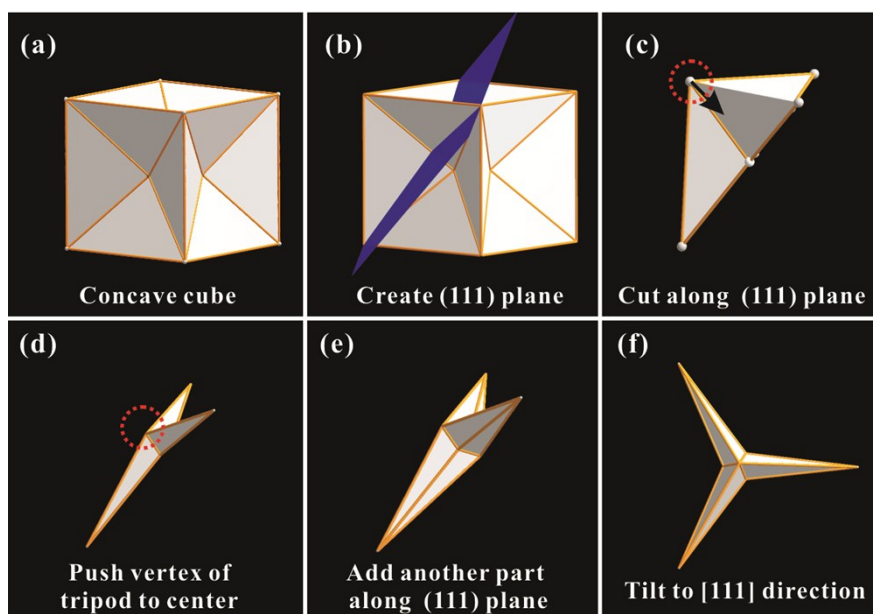 (a)
Concave cube
(b)
Create (111) plane
(c)
Cut along (111) plane
(d)
Push vertex of
tripod to center
(e)
Add another part
along (111) plane
(f)
Tilt to [111] direction